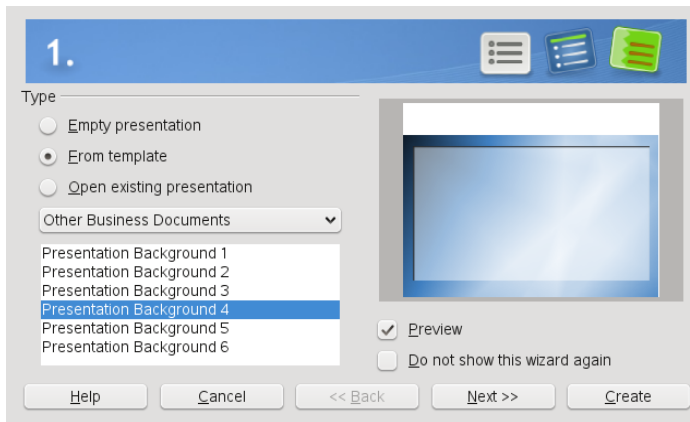 1.
Type
Empty presentation
From template
Open existing presentation
Other Business Documents
Presentation Background 1
Presentation Background 2
Presentation Background 3
Presentation Background 4
Presentation Background 5
Presentation Background 6
Preview
Do not show this wizard again
Help Cancel << Back Next >> Create